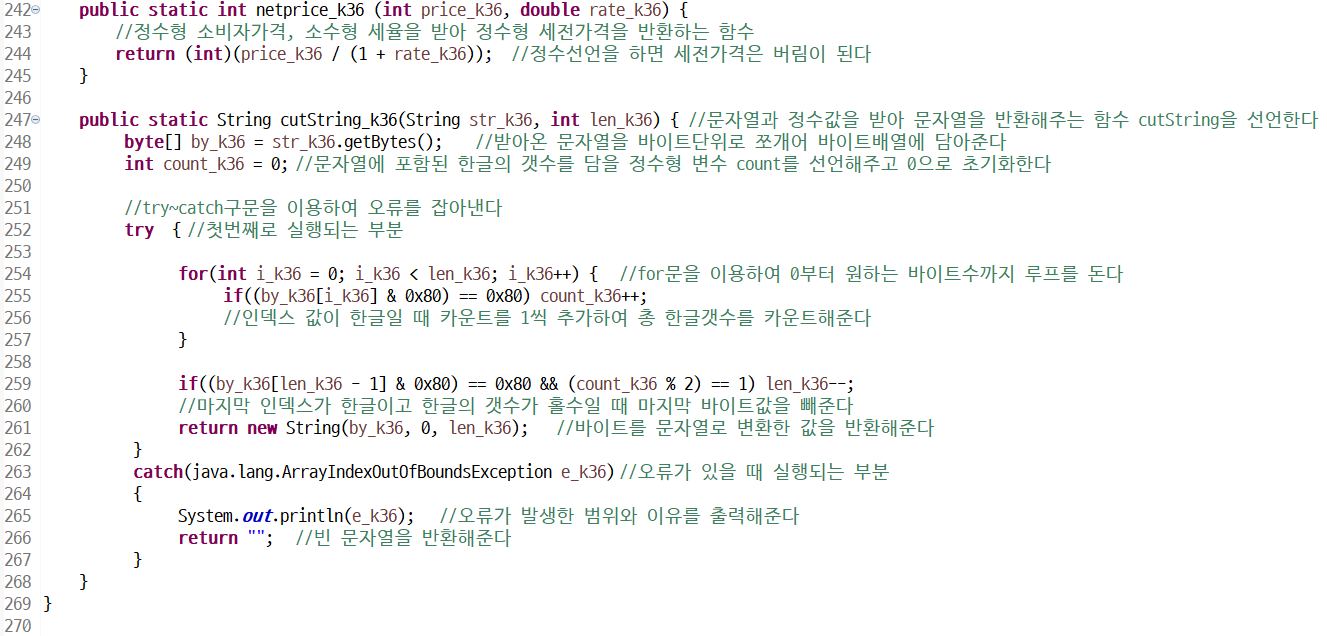 242 public static int netprice_k36 (int price_k36, double rate_k36) {
243 //정수형 소비자가격, 소수형 세율을 받아 정수형 세전가격을 반환하는 함수
244 return (int)(price_k36 / (1 + rate_k36)); //정수선언을 하면 세전가격은 버림이 된다
245 }
246
247 public static String cutString_k36(String str_k36, int len_k36) { //문자열과 정수값을 받아 문자열을 반환해주는 함수 cutString을 선언한다
248 byte[] by_k36 = str_k36.getBytes(); //받아온 문자열을 바이트단위로 쪼개어 바이트배열에 담아준다
249 int count_k36 = 0; //문자열에 포함된 한글의 갯수를 담을 정수형 변수 count를 선언해주고 0으로 초기화한다
250
251 //try~catch구문을 이용하여 오류를 잡아낸다
252 try { //첫번째로 실행되는 부분
253
254 for(int i_k36 = 0; i_k36 < len_k36; i_k36++) { //for문을 이용하여 0부터 원하는 바이트수까지 루프를 돈다
255 if((by_k36[i_k36] & 0x80) == 0x80) count_k36++;
256 //인덱스 값이 한글일 때 카운트를 1씩 추가하여 총 한글갯수를 카운트해준다
257 }
258
259 if((by_k36[len_k36 - 1] & 0x80) == 0x80 && (count_k36 % 2) == 1) len_k36--;
260 //마지막 인덱스가 한글이고 한글의 갯수가 홀수일 때 마지막 바이트값을 빼준다
261 return new String(by_k36, 0, len_k36); //바이트를 문자열로 변환한 값을 반환해준다
262 }
263 catch(java.lang.ArrayIndexOutOfBoundsException e_k36) //오류가 있을 때 실행되는 부분
264 {
265 System.out.println(e_k36); //오류가 발생한 범위와 이유를 출력해준다
266 return ""; //빈 문자열을 반환해준다
267 }
268 }
269 }
270